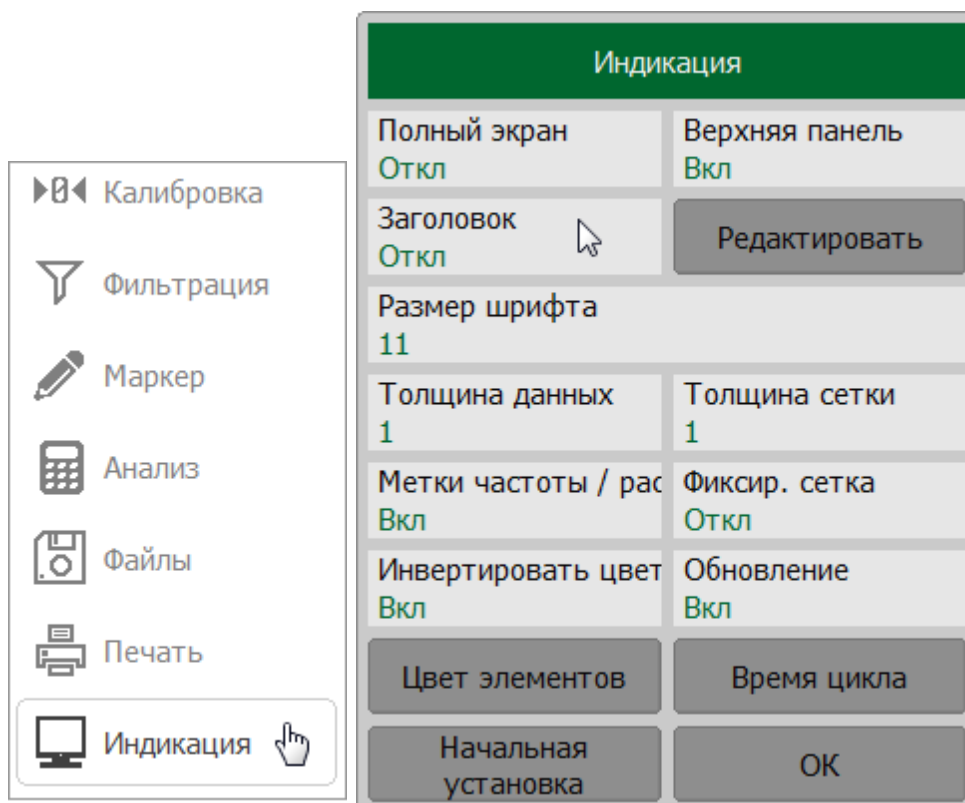 Калибровка
Фильтрация
Маркер
Анализ
Файлы
Печать
Индикация
Индикация
Полный экран
Откл
Верхняя панель
Вкл
Заголовок
Откл
Редактировать
Размер шрифта
11
Толщина данных
1
Толщина сетки
1
Метки частоты / рас
Вкл
Фиксир. сетка
Откл
Инвертировать цвет
Вкл
Обновление
Вкл
Цвет элементов
Время цикла
Начальная
установка
ОК